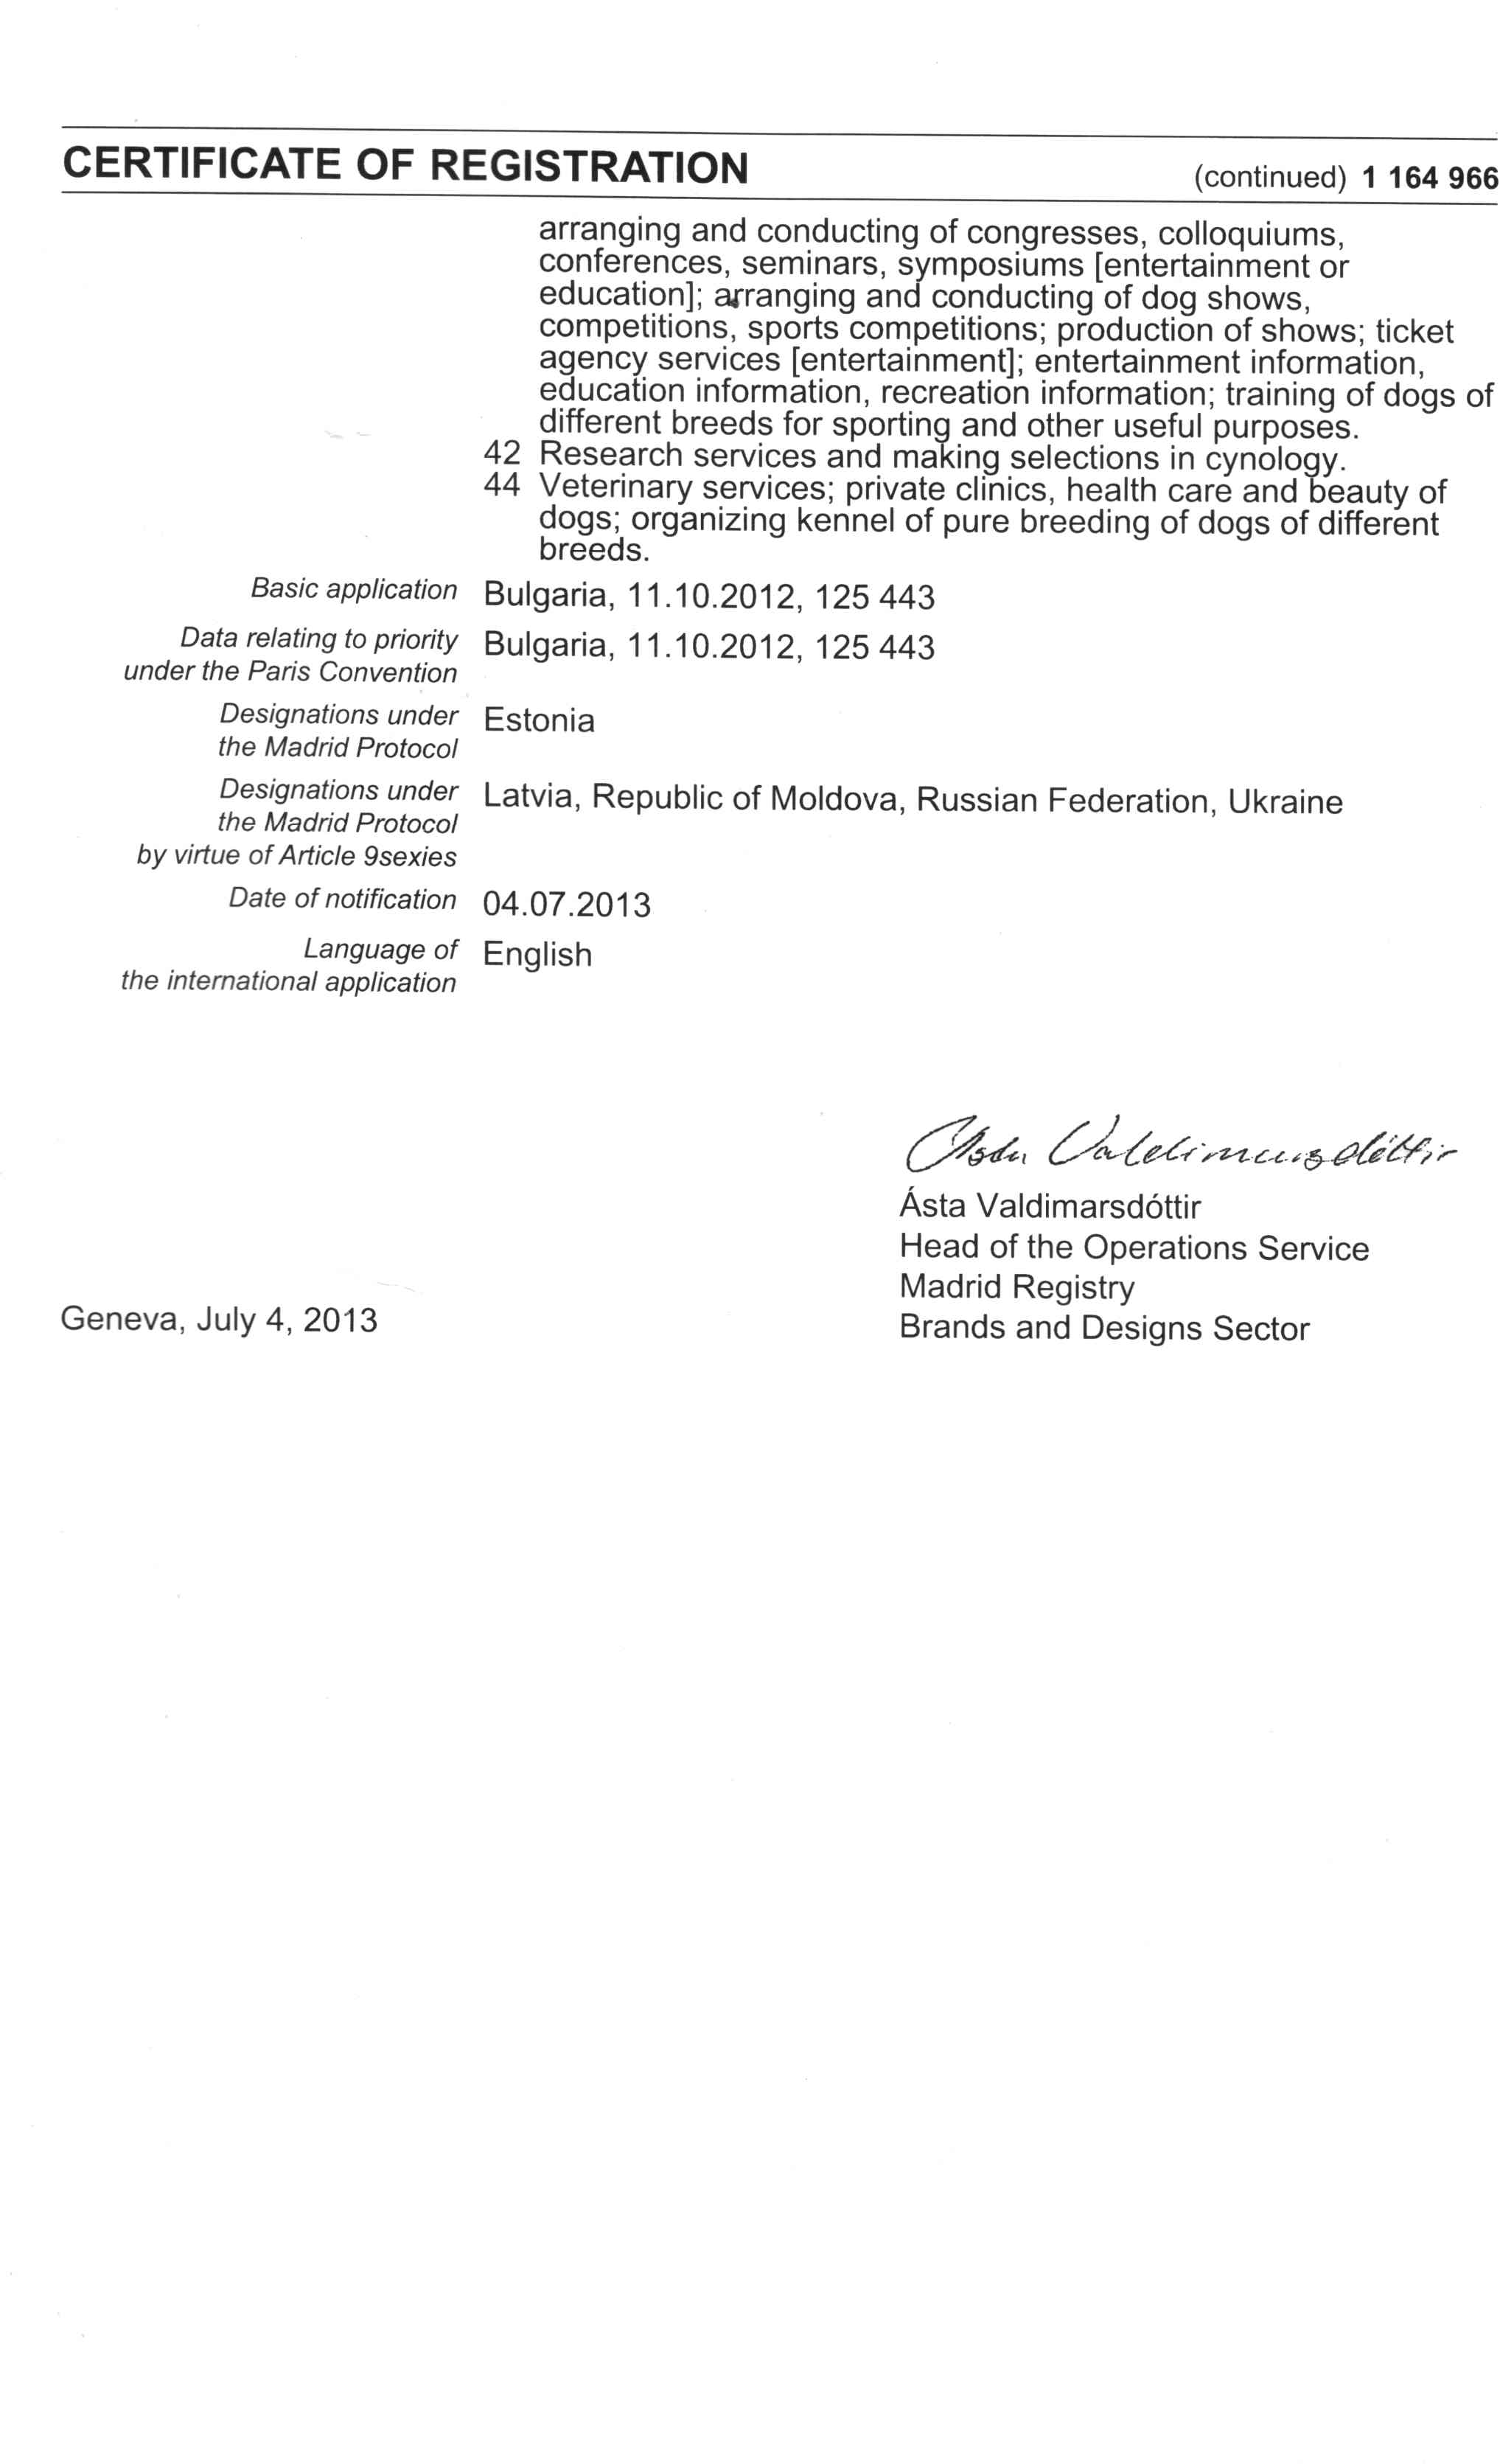 CERTIFICATE OF REGISTRATION (continued) 1 164 966
arranging and conducting of congresses, colloquiums,
conferences, seminars, symposiums [entertainment or
education]; arranging and conducting of dog shows,
competitions, sports competitions; production of shows; ticket
agency services [entertainment]; entertainment information,
education information, recreation information; training of dogs of
different breeds for sporting and other useful purposes.
42 Research services and making selections in cynology.
44 Veterinary services; private clinics, health care and beauty of
dogs; organizing kennel of pure breeding of dogs of different
breeds.
Basic application Bulgaria, 11.10.2012, 125 443
Data relating to priority Bulgaria, 11.10.2012, 125 443
under the Paris Convention
Designations under Estonia
the Madrid Protocol
Designations under Latvia, Republic of Moldova, Russian Federation, Ukraine
the Madrid Protocol
by virtue of Article 9sexies
Date of notification 04.07.2013
Language of English
the international application
Ásta Valdimarsdóttir
Ásta Valdimarsdóttir
Head of the Operations Service
Madrid Registry
Geneva, July 4, 2013 Brands and Designs Sector